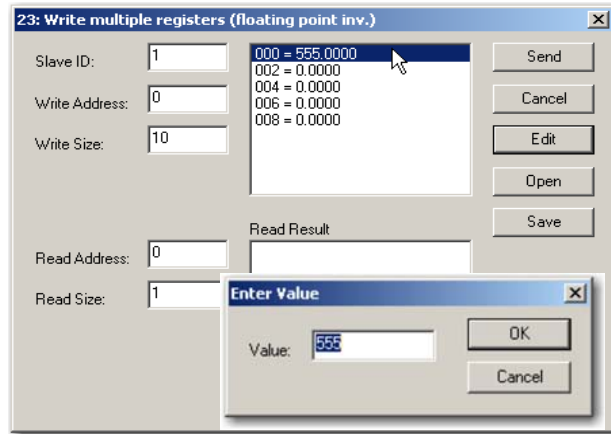 23: Write multiple registers (floating point inv.)
Slave ID: 1
Write Address: 0
Write Size: 10
000 = 555.0000
002 = 0.0000
004 = 0.0000
006 = 0.0000
008 = 0.0000
Send
Cancel
Edit
Open
Save
Read Result
Read Address: 0
Read Size: 1
Enter Value
Value: 555
OK
Cancel